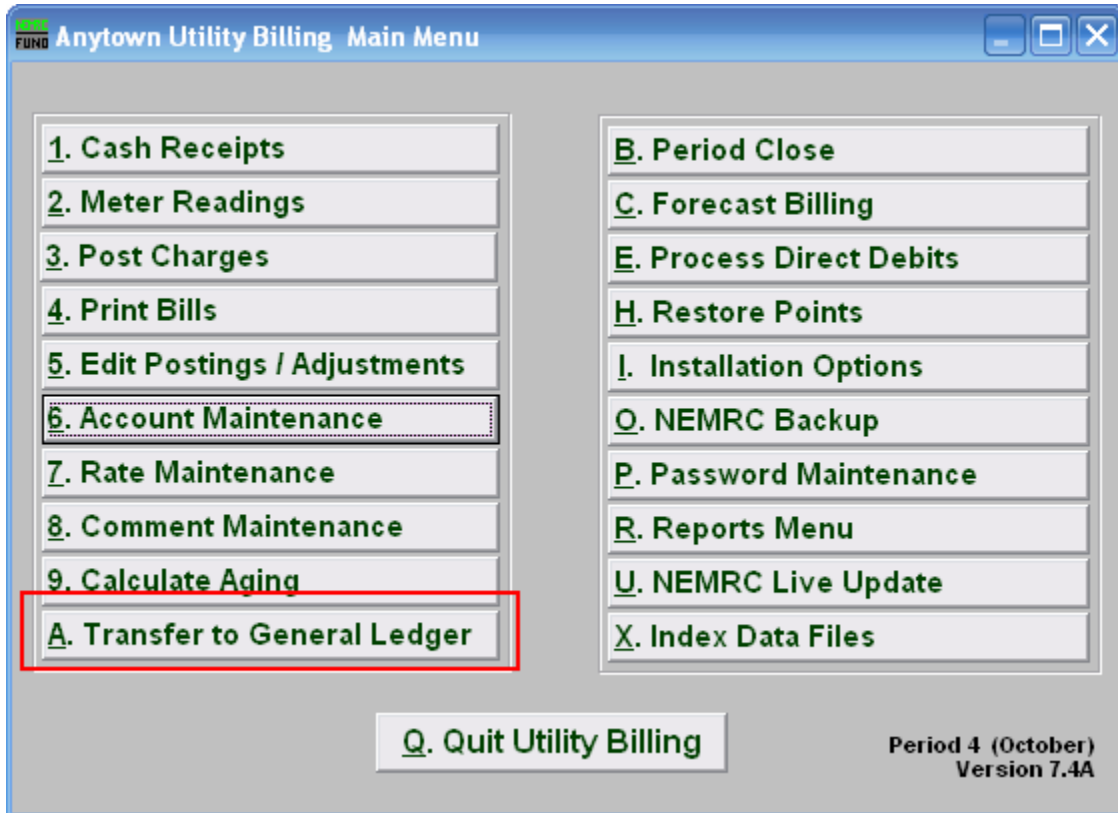 NEMRC
FUND
Anytown Utility Billing Main Menu
1. Cash Receipts
2. Meter Readings
3. Post Charges
4. Print Bills
5. Edit Postings / Adjustments
6. Account Maintenance
7. Rate Maintenance
8. Comment Maintenance
9. Calculate Aging
A. Transfer to General Ledger
B. Period Close
C. Forecast Billing
E. Process Direct Debits
H. Restore Points
I. Installation Options
O. NEMRC Backup
P. Password Maintenance
R. Reports Menu
U. NEMRC Live Update
X. Index Data Files
Q. Quit Utility Billing
Period 4 (October)
Version 7.4A